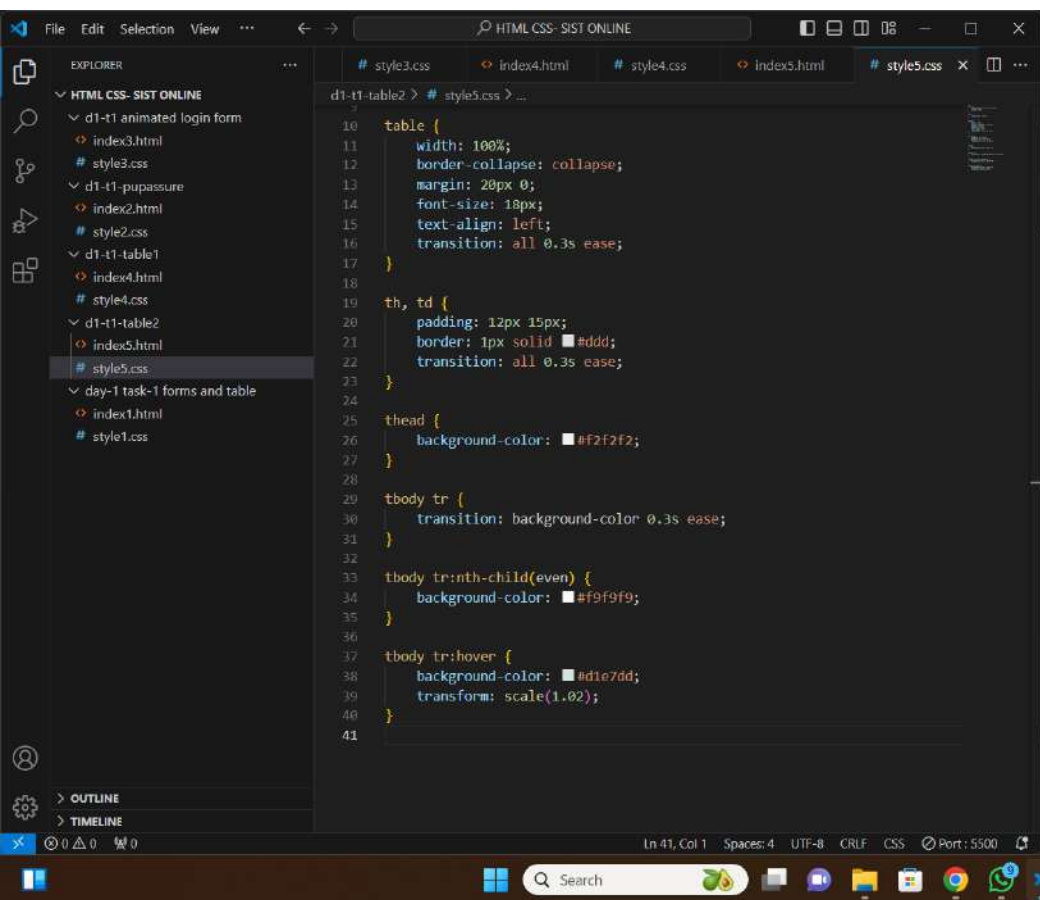 File Edit Selection View ··· HTML CSS- SIST ONLINE
EXPLORER ···
# style3.css <> index4.html # style4.css <> index5.html # style5.css
HTML CSS- SIST ONLINE
d1-t1 animated login form
<> index3.html
# style3.css
d1-t1-pupassure
<> index2.html
# style2.css
d1-t1-table1
<> index4.html
# style4.css
d1-t1-table2
<> index5.html
# style5.css
day-1 task-1 forms and table
<> index1.html
# style1.css
OUTLINE
TIMELINE
d1-t1-table2 > # style5.css > ...
9
10 table {
11 width: 100%;
12 border-collapse: collapse;
13 margin: 20px 0;
14 font-size: 18px;
15 text-align: left;
16 transition: all 0.3s ease;
17 }
18
19 th, td {
20 padding: 12px 15px;
21 border: 1px solid #ddd;
22 transition: all 0.3s ease;
23 }
24
25 thead {
26 background-color: #f2f2f2;
27 }
28
29 tbody tr {
30 transition: background-color 0.3s ease;
31 }
32
33 tbody tr:nth-child(even) {
34 background-color: #f9f9f9;
35 }
36
37 tbody tr:hover {
38 background-color: #d1e7dd;
39 transform: scale(1.02);
40 }
41
0 0 0 Ln 41, Col 1 Spaces: 4 UTF-8 CRLF CSS Port : 5500
Search 9